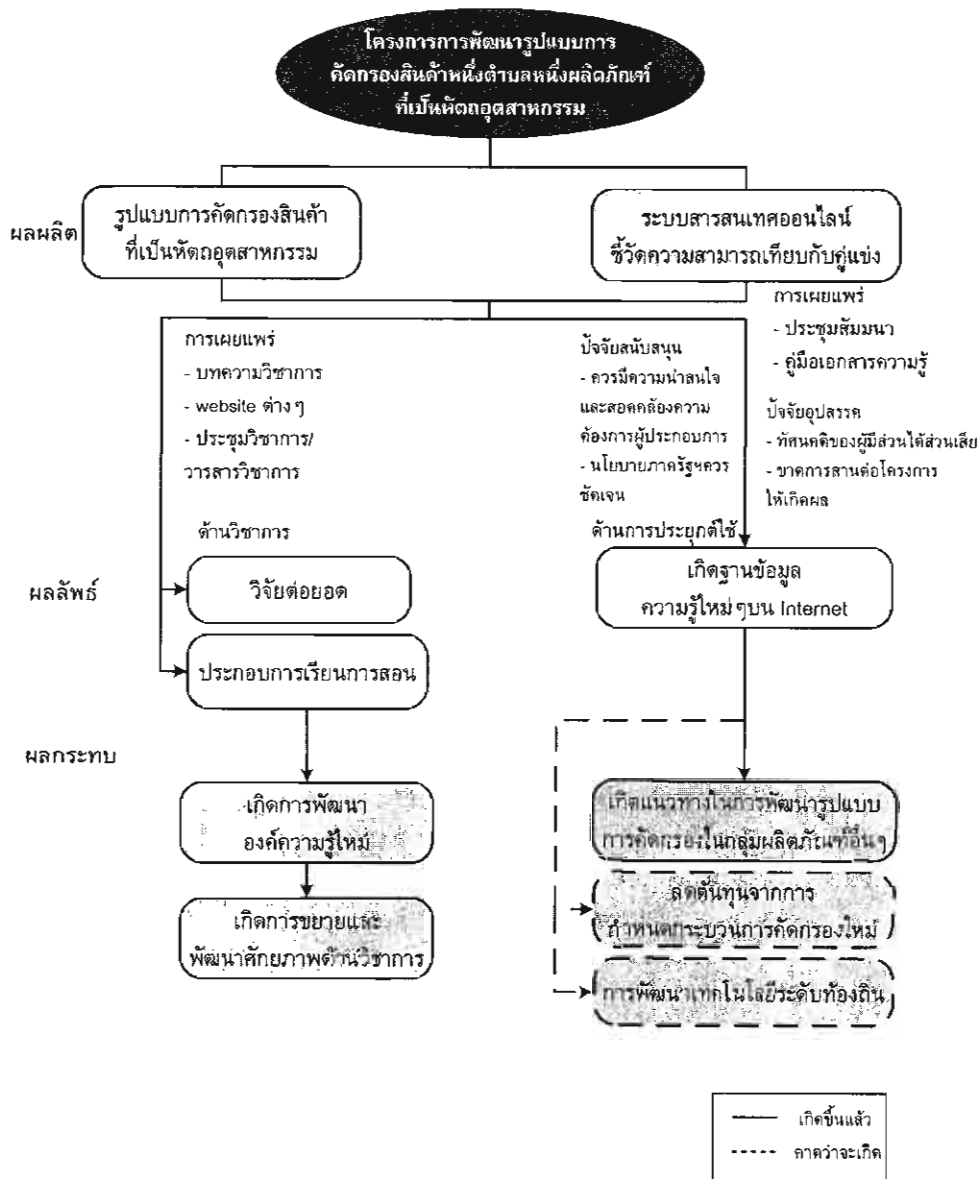 โครงการการพัฒนารูปแบบการ
คัดกรองสินค้าหนึ่งตำบลหนึ่งผลิตภัณฑ์
ที่เป็นหัตถอุตสาหกรรม
ผลผลิต
รูปแบบการคัดกรองสินค้า
ที่เป็นหัตถอุตสาหกรรม
ระบบสารสนเทศออนไลน์
ชี้วัดความสามารถเทียบกับคู่แข่ง
การเผยแพร่
- ประชุมสัมมนา
- คู่มือเอกสารความรู้
การเผยแพร่
- บทความวิชาการ
- website ต่างๆ
- ประชุมวิชาการ/
วารสารวิชาการ
ปัจจัยสนับสนุน
- ควรมีความน่าสนใจ
และสอดคล้องความ
ต้องการผู้ประกอบการ
- นโยบายภาครัฐฯควร
ชัดเจน
ปัจจัยอุปสรรค
- ทัศนคติของผู้มีส่วนได้ส่วนเสีย
- ขาดการสานต่อโครงการ
ให้เกิดผล
ด้านวิชาการ
ด้านการประยุกต์ใช้
ผลลัพธ์
วิจัยต่อยอด
เกิดฐานข้อมูล
ความรู้ใหม่ๆบน Internet
ประกอบการเรียนการสอน
ผลกระทบ
เกิดการพัฒนา
องค์ความรู้ใหม่
เกิดแนวทางในการพัฒนารูปแบบ
การคัดกรองในกลุ่มผลิตภัณฑ์อื่นๆ
เกิดการขยายและ
พัฒนาศักยภาพด้านวิชาการ
ลดต้นทุนจากการ
กำหนดกระบวนการคัดกรองใหม่
การพัฒนาเทคโนโลยีระดับท้องถิ่น
เกิดขึ้นแล้ว
คาดว่าจะเกิด